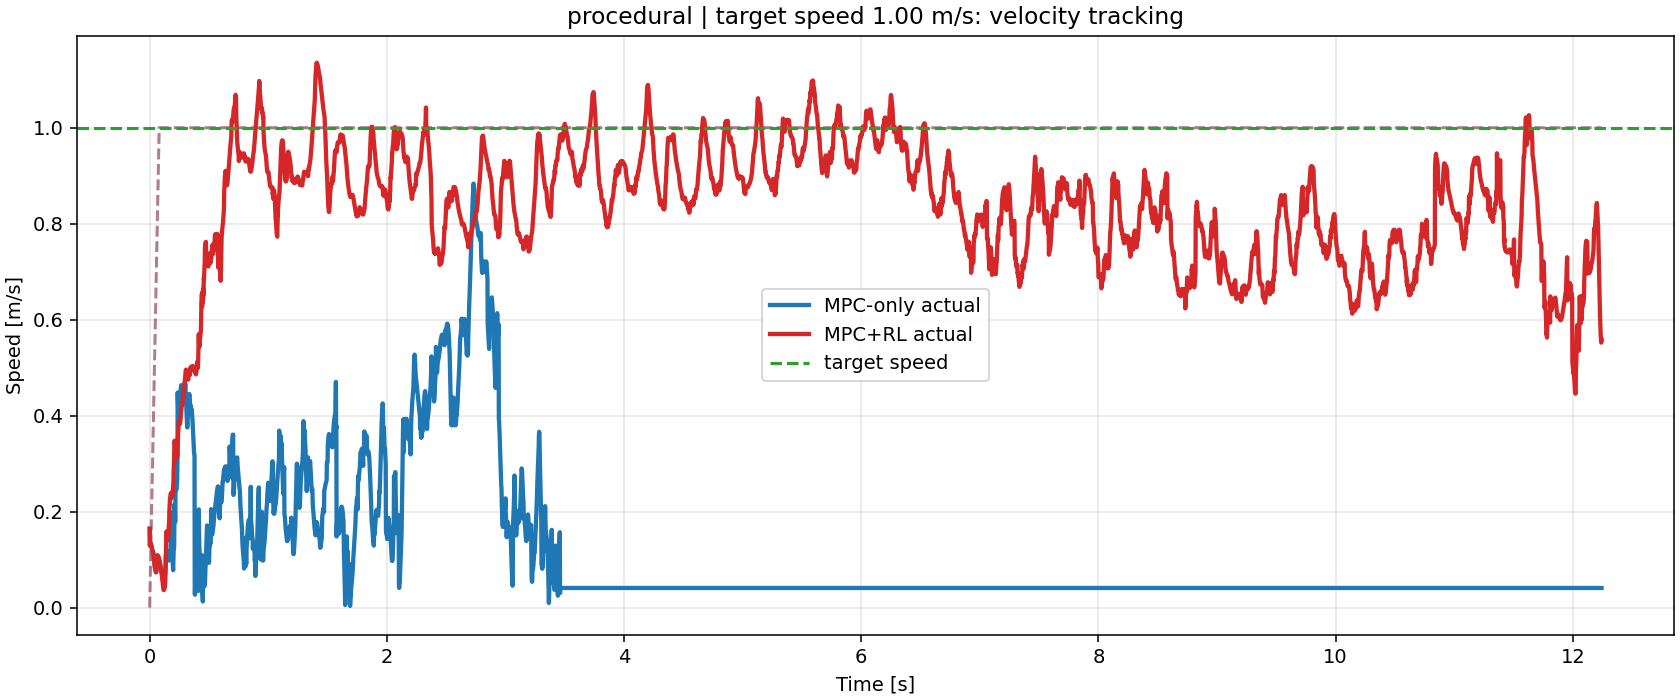 procedural | target speed 1.00 m/s: velocity tracking
Speed [m/s]
1.0
0.8
0.6
0.4
0.2
0.0
MPC-only actual
MPC+RL actual
target speed
0 2 4 6 8 10 12
Time [s]